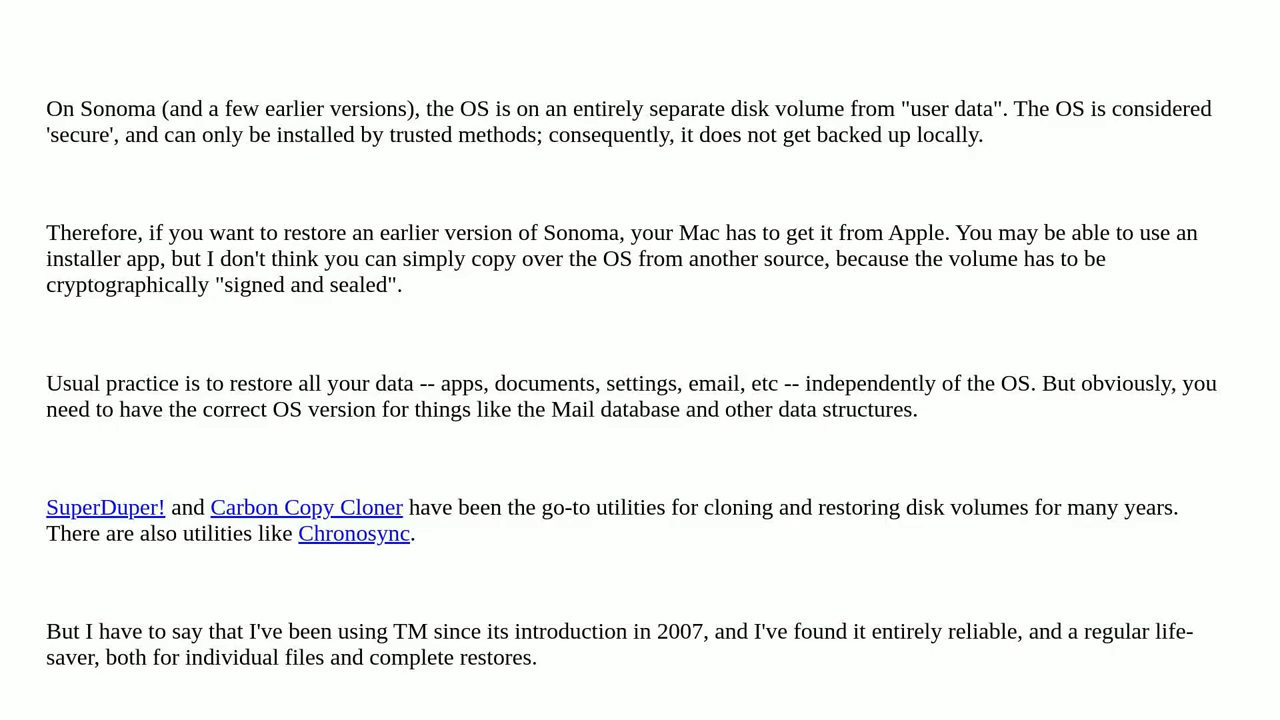 On Sonoma (and a few earlier versions), the OS is on an entirely separate disk volume from "user data". The OS is considered
'secure', and can only be installed by trusted methods; consequently, it does not get backed up locally.
Therefore, if you want to restore an earlier version of Sonoma, your Mac has to get it from Apple. You may be able to use an
installer app, but I don't think you can simply copy over the OS from another source, because the volume has to be
cryptographically "signed and sealed".
Usual practice is to restore all your data -- apps, documents, settings, email, etc -- independently of the OS. But obviously, you
need to have the correct OS version for things like the Mail database and other data structures.
SuperDuper! and Carbon Copy Cloner have been the go-to utilities for cloning and restoring disk volumes for many years.
There are also utilities like Chronosync.
But I have to say that I've been using TM since its introduction in 2007, and I've found it entirely reliable, and a regular life-
saver, both for individual files and complete restores.